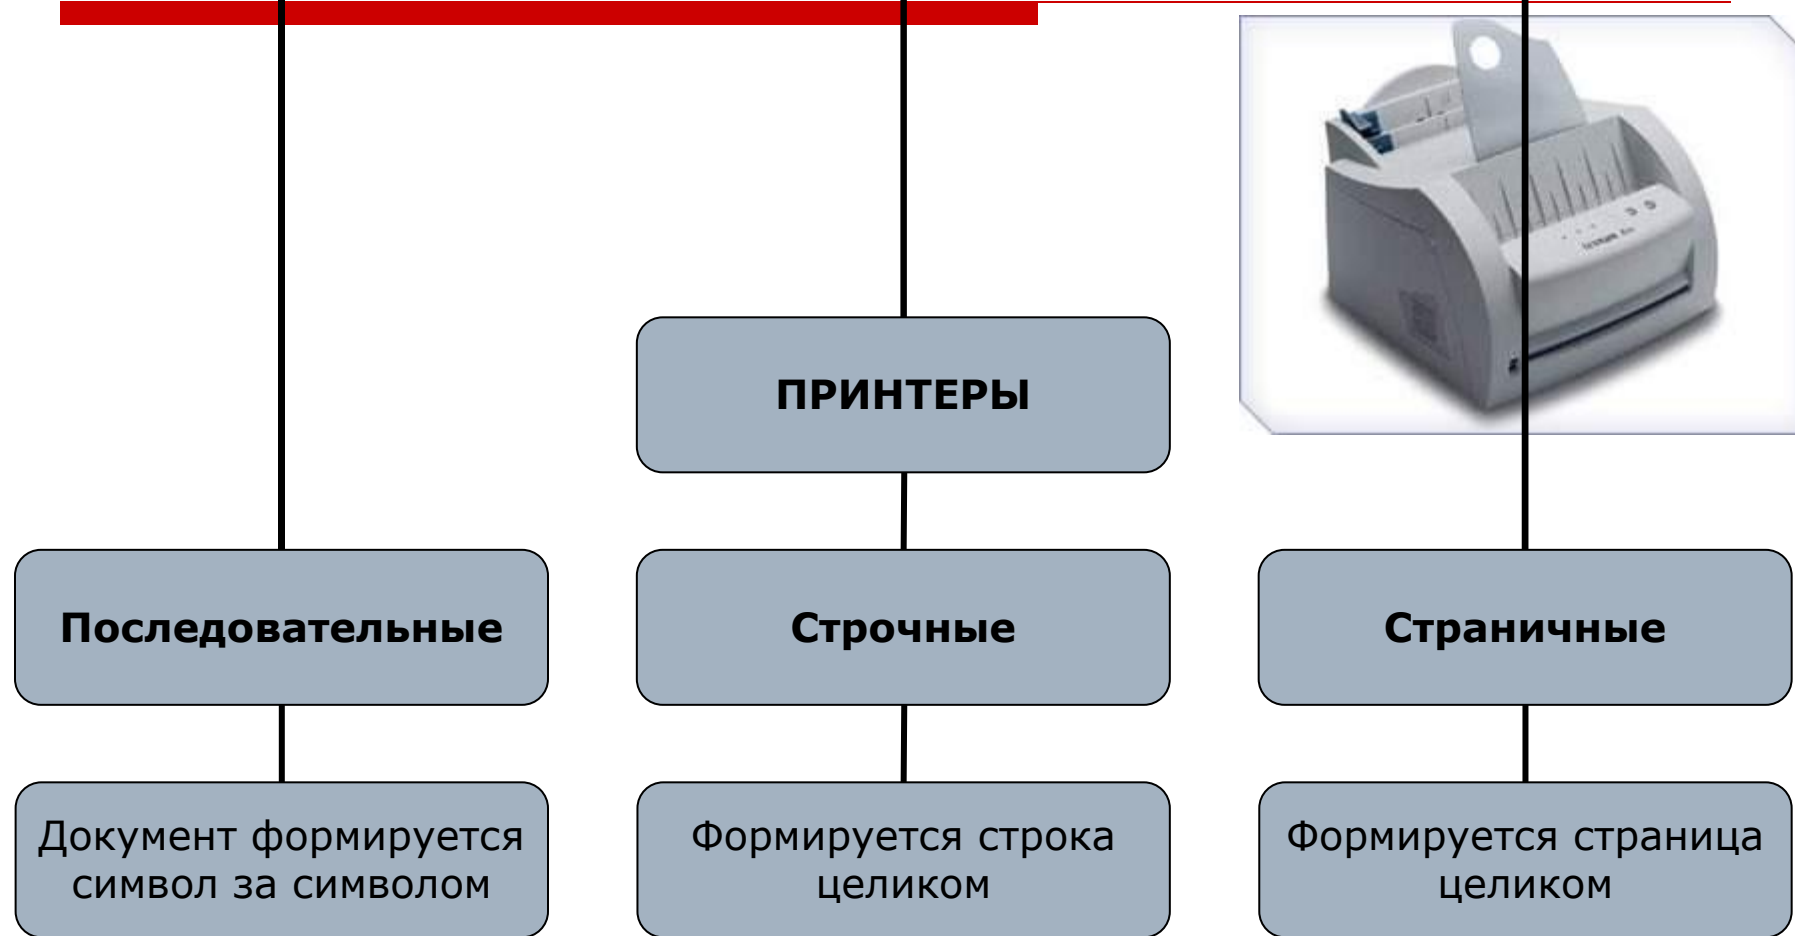 ПРИНТЕРЫ
Последовательные
Строчные
Страничные
Документ формируется
символ за символом
Формируется строка
целиком
Формируется страница
целиком